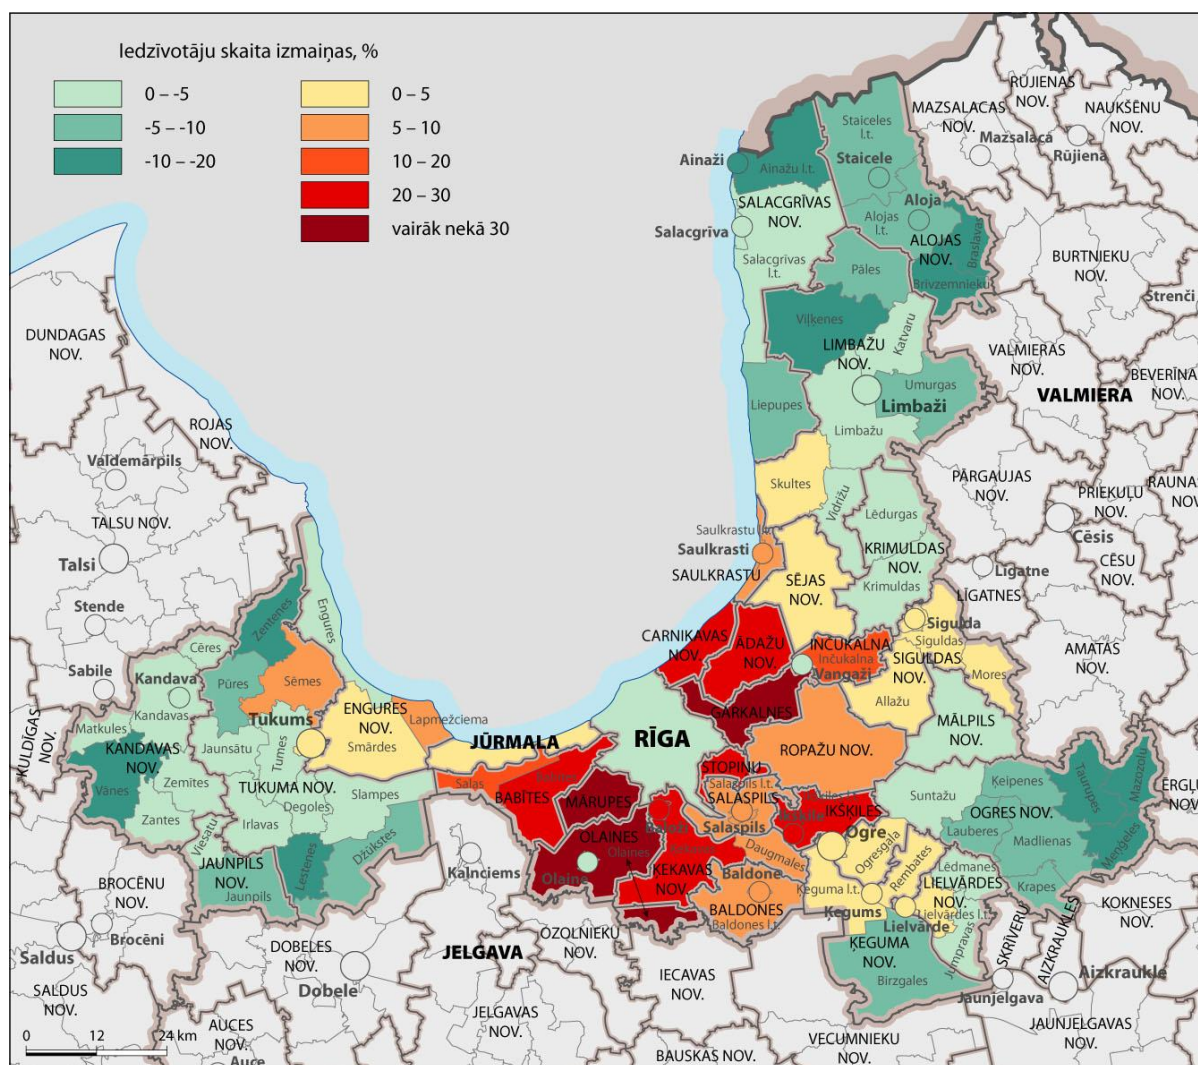 Iedzīvotāju skaita izmaiņas, %
0 – -5
-5 – -10
-10 – -20
0 – 5
5 – 10
10 – 20
20 – 30
vairāk nekā 30
RŪJIENAS
NOV.
MAZSALACAS
NOV.
NAUKŠĒNU
NOV.
Mazsalaca
Rūjiena
Staiceles
l.t.
Staicele
Ainaži
Ainažu l.t.
SALACGRĪVAS
NOV.
Salacgrīva
Salacgrīvas
l.t.
Aloja
Alojas
l.t.
ALOJAS
NOV.
Braslavas
Brīvzemnieku
BURTNIEKU
NOV.
Strenči
Pāles
Viļķenes
Katvaru
LIMBAŽU
NOV.
Umurgas
Limbaži
Limbažu
Liepupes
VALMIERAS
NOV.
BEVERĪNAS
NOV.
VALMIERA
DUNDAGAS
NOV.
ROJAS
NOV.
Valdemārpils
TALSU NOV.
Talsi
Stende
Sabile
Skultes
Vidrižu
Lēdurgas
KRIMULDAS
NOV.
Krimuldas
PĀRGAUJAS
NOV.
PRIEKUĻU
NOV.
RAUNAS
NOV.
Cēsis
CĒSU
NOV.
Līgatne
LĪGATNES
AMATAS
NOV.
Saulkrastu l.t.
Saulkrasti
SAULKRASTU
SĒJAS
NOV.
Sigulda
Siguldas
SIGULDAS
NOV.
Mores
Allažu
CARNIKAVAS
NOV.
ĀDAŽU
NOV.
INČUKALNA
Inčukalna
Vangaži
GARKALNES
MĀLPILS
NOV.
ROPAŽU NOV.
RĪGA
JŪRMALA
Engures
Zentenes
Cēres
Kandava
Kandavas
Pūres
Sēmes
Tukums
ENGURES
NOV.
Smārdes
Lapmežciema
Matkules
KANDAVAS
NOV.
Vānes
Zemītes
Zantes
Jaunsātu
Tumes
TUKUMA NOV.
Degoles
Slampes
Irlavas
Viesatu
JAUNPILS
NOV.
Jaunpils
Lestenes
Džūkstes
KULDĪGAS
NOV.
Salas
BABĪTES
MĀRUPES
OLAINES
Olaines
Olaine
STOPIŅU
Salaspils l.t.
SALASPILS
Salaspils
Daugmales
ĶEKAVAS
NOV.
Baldone
BALDONES
Baldones l.t.
IKŠĶILES
Ogre
Ogresgala
Ķeguma l.t.
Ķegums
Rembates
Lēdmanes
LIELVĀRDES
NOV.
Lielvārdes l.t.
Lielvārde
Jumpravas
ĶEGUMA
NOV.
Birzgales
Suntažu
Ķeipenes
OGRES NOV.
Lauberes
Madlienas
Krapes
Taurupes
Mazozolu
Mengeles
ĒRGĻU
NOV.
KOKNESES
NOV.
SKRĪVERU
AIZKRAUKLES
Aizkraukle
Jaunjelgava
JAUNJELGAVAS
NOV.
BROCĒNU
NOV.
Brocēni
Saldus
SALDUS
NOV.
DOBELES
NOV.
Dobele
AUCES
NOV.
Auce
Kalnciems
JELGAVA
JELGAVAS
NOV.
OZOLNIEKU
NOV.
IECAVAS
NOV.
BAUSKAS NOV.
VECUMNIEKU
NOV.
0 12 24 km